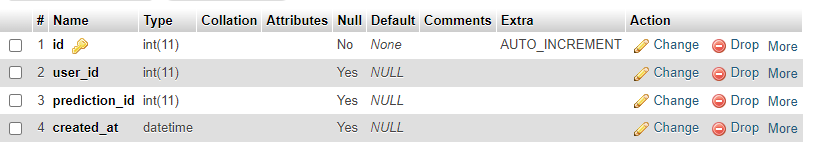 # Name Type Collation Attributes Null Default Comments Extra Action
1 id int(11) No None AUTO_INCREMENT Change Drop More
2 user_id int(11) Yes NULL Change Drop More
3 prediction_id int(11) Yes NULL Change Drop More
4 created_at datetime Yes NULL Change Drop More